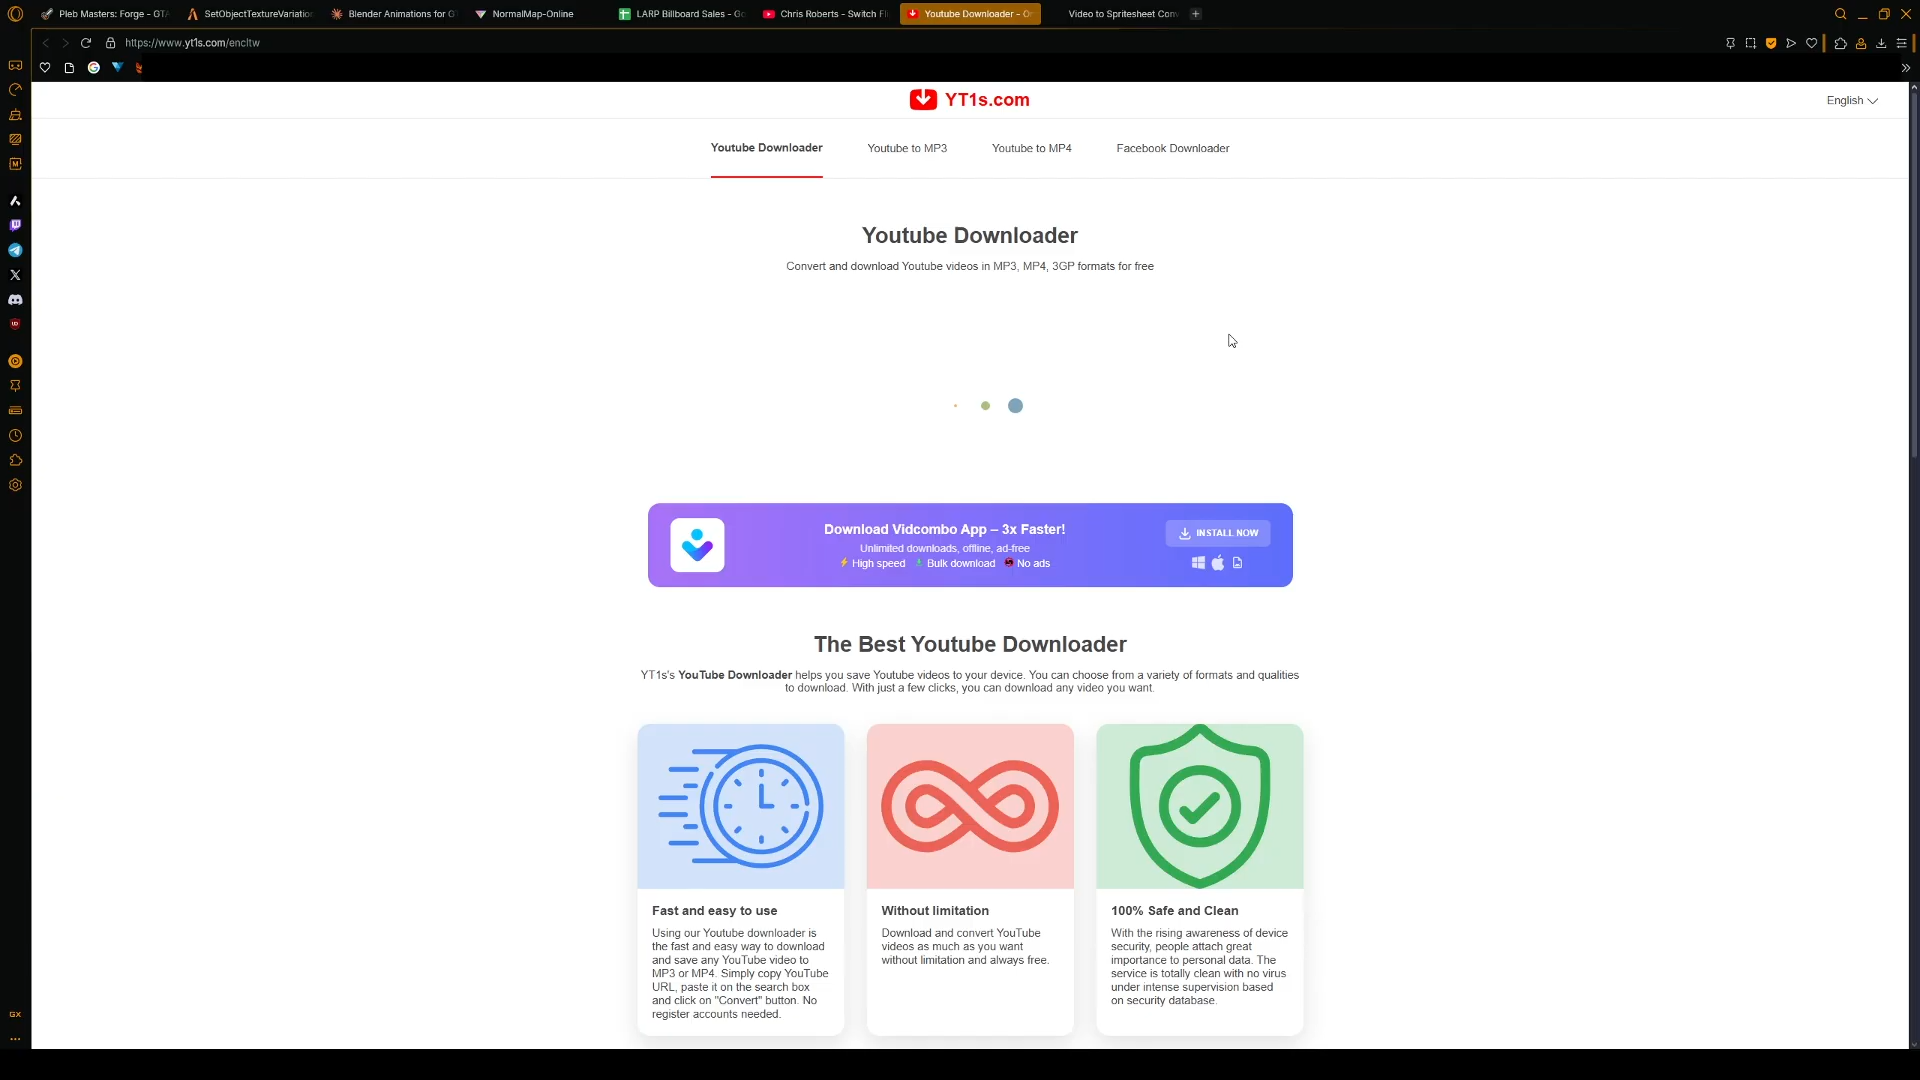 Pleb Masters: Forge - GTA
SetObjectTextureVariation
Blender Animations for G
NormalMap-Online
LARP Billboard Sales - Go
Chris Roberts - Switch Fl
Youtube Downloader - O
Video to Spritesheet Con
https://www.yt1s.com/encltw
YT1s.com
English
Youtube Downloader
Youtube to MP3
Youtube to MP4
Facebook Downloader
Youtube Downloader
Convert and download Youtube videos in MP3, MP4, 3GP formats for free
Download Vidcombo App – 3x Faster!
Unlimited downloads, offline, ad-free
High speed Bulk download No ads
INSTALL NOW
The Best Youtube Downloader
YT1s's YouTube Downloader helps you save Youtube videos to your device. You can choose from a variety of formats and qualities
to download. With just a few clicks, you can download any video you want.
Fast and easy to use
Using our Youtube downloader is
the fast and easy way to download
and save any YouTube video to
MP3 or MP4. Simply copy YouTube
URL, paste it on the search box
and click on "Convert" button. No
register accounts needed.
Without limitation
Download and convert YouTube
videos as much as you want
without limitation and always free.
100% Safe and Clean
With the rising awareness of device
security, people attach great
importance to personal data. The
service is totally clean with no virus
under intense supervision based
on security database.
GX